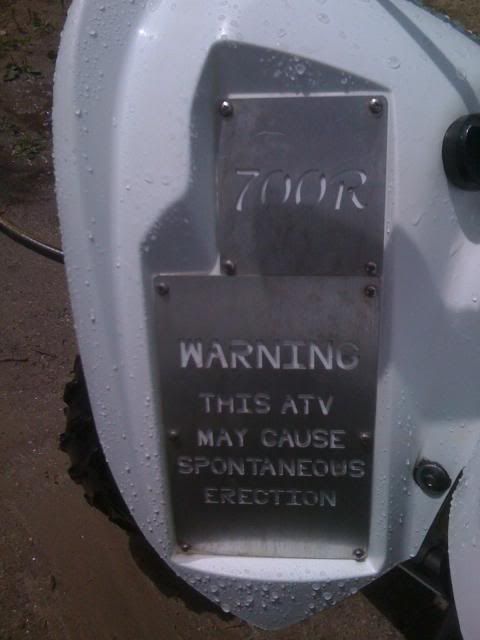 700R
WARNING
THIS ATV
MAY CAUSE
SPONTANEOUS
ERECTION